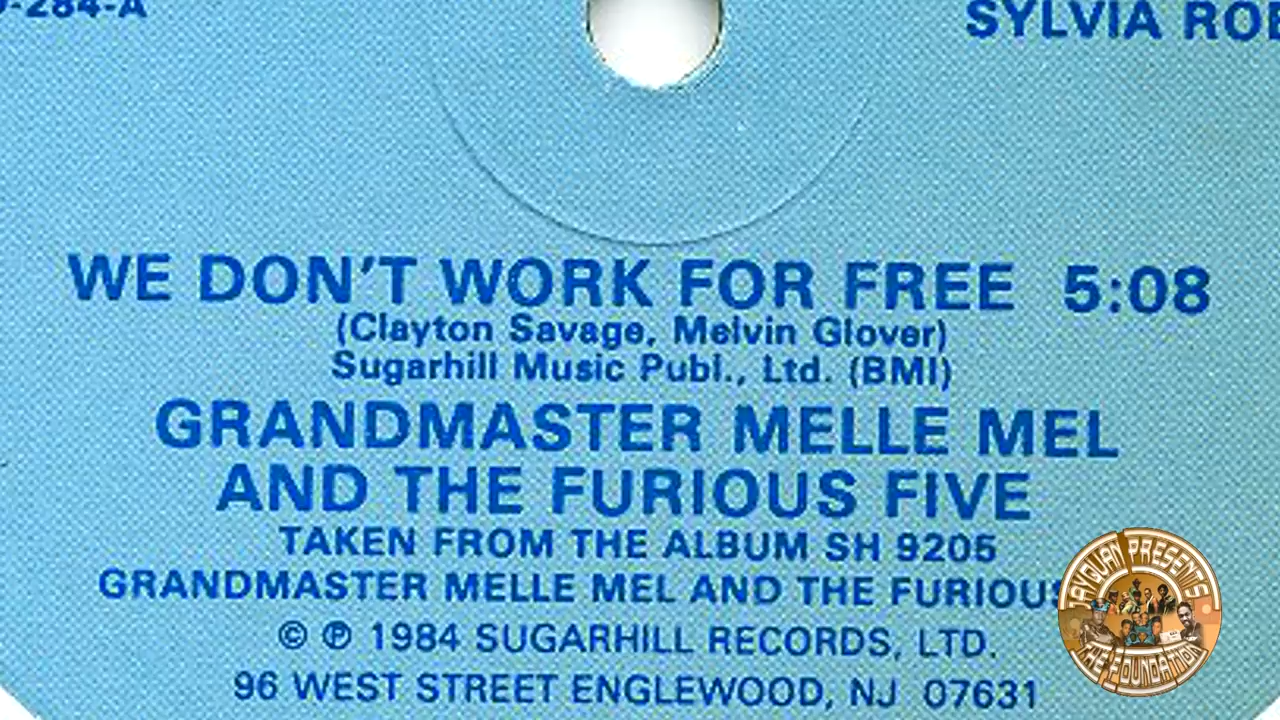 -284-A
SYLVIA
WE DON'T WORK FOR FREE 5:08
(Clayton Savage, Melvin Glover)
Sugarhill Music Publ., Ltd. (BMI)
GRANDMASTER MELLE MEL
AND THE FURIOUS FIVE
TAKEN FROM THE ALBUM SH 9205
GRANDMASTER MELLE MEL AND THE FURIOUS
© ℗ 1984 SUGARHILL RECORDS, LTD.
96 WEST STREET ENGLEWOOD, NJ 07631
JAYQUAN PRESENTS
THE FOUNDATION